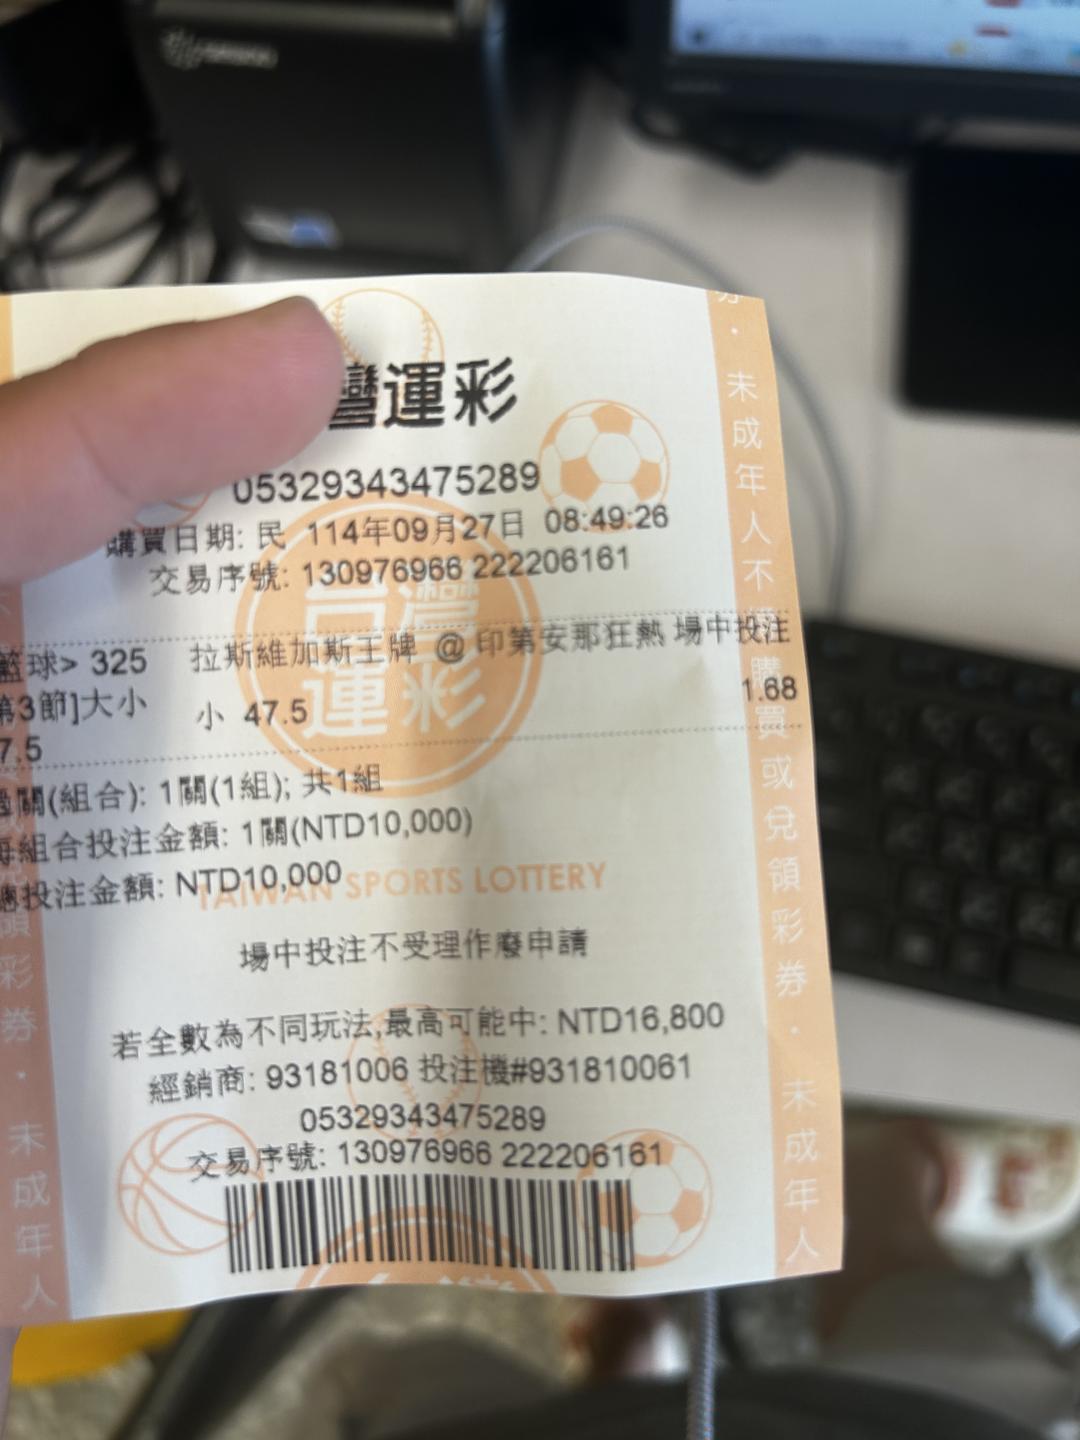 彎運彩
05329343475289
購買日期: 民 114年09月27日 08:49:26
交易序號: 130976966 222206161
籃球> 325 拉斯維加斯王牌 @ 印第安那狂熱 場中投注
第3節]大小 小 47.5 1.68
7.5
過關(組合): 1關(1組); 共1組
每組合投注金額: 1關(NTD10,000)
總投注金額: NTD10,000
TAIWAN SPORTS LOTTERY
場中投注不受理作廢申請
若全數為不同玩法,最高可能中: NTD16,800
經銷商: 93181006 投注機#931810061
05329343475289
交易序號: 130976966 222206161
台灣
運彩
券·未成年人不得購買或兌領彩券·未成年人
領彩券·未成年人